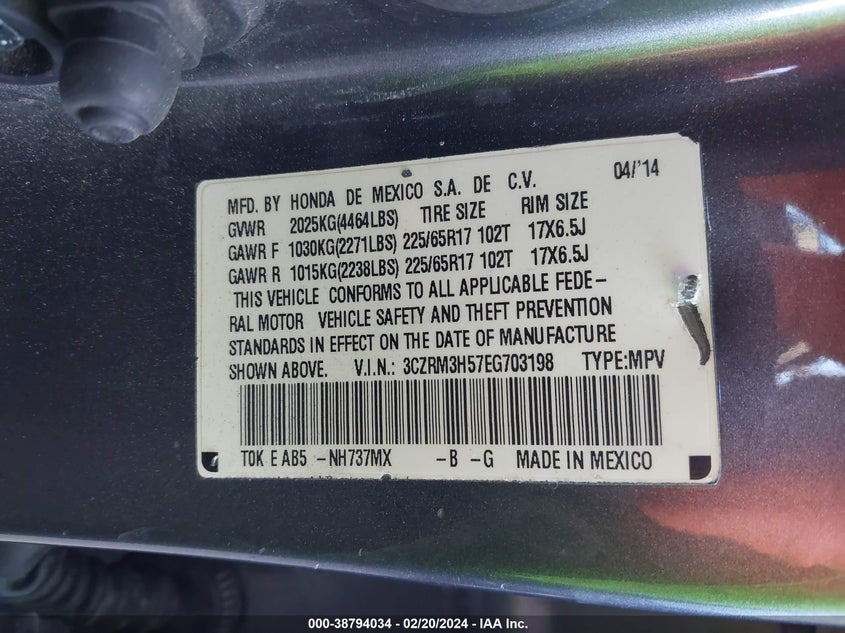 MFD. BY HONDA DE MEXICO S.A. DE C.V. 04/'14
GVWR 2025KG(4464LBS) TIRE SIZE RIM SIZE
GAWR F 1030KG(2271LBS) 225/65R17 102T 17X6.5J
GAWR R 1015KG(2238LBS) 225/65R17 102T 17X6.5J
THIS VEHICLE CONFORMS TO ALL APPLICABLE FEDE-
RAL MOTOR VEHICLE SAFETY AND THEFT PREVENTION
STANDARDS IN EFFECT ON THE DATE OF MANUFACTURE
SHOWN ABOVE. V.I.N.: 3CZRM3H57EG703198 TYPE:MPV
T0K E AB5 -NH737MX -B -G MADE IN MEXICO
000-38794034 - 02/20/2024 - IAA Inc.